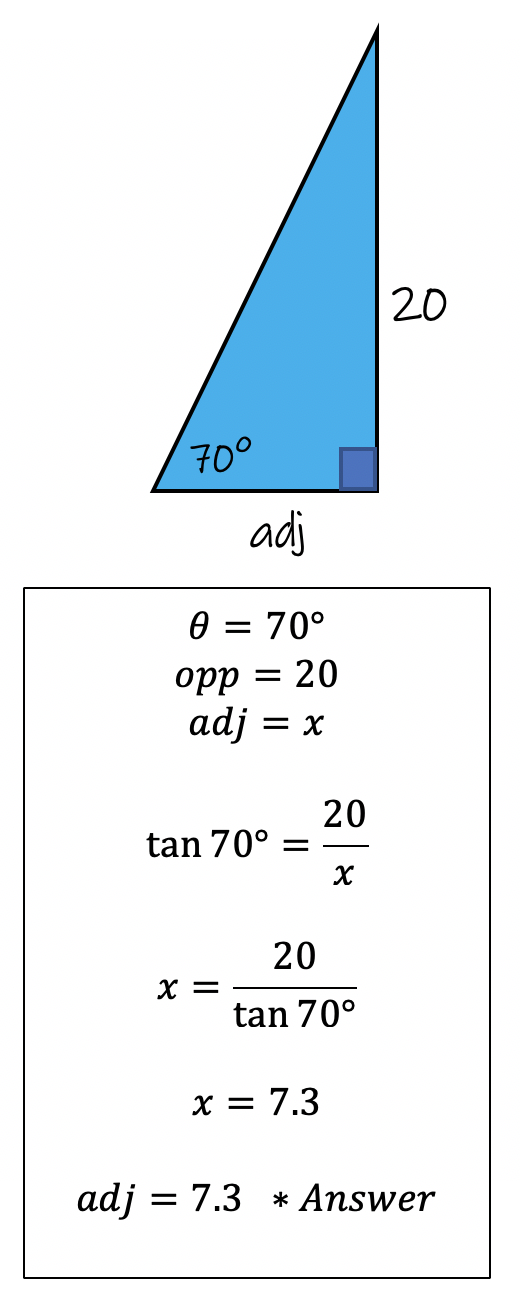 20
70°
adj
θ = 70°
opp = 20
adj = x
tan 70° = 20/x
x = 20/tan 70°
x = 7.3
adj = 7.3 * Answer